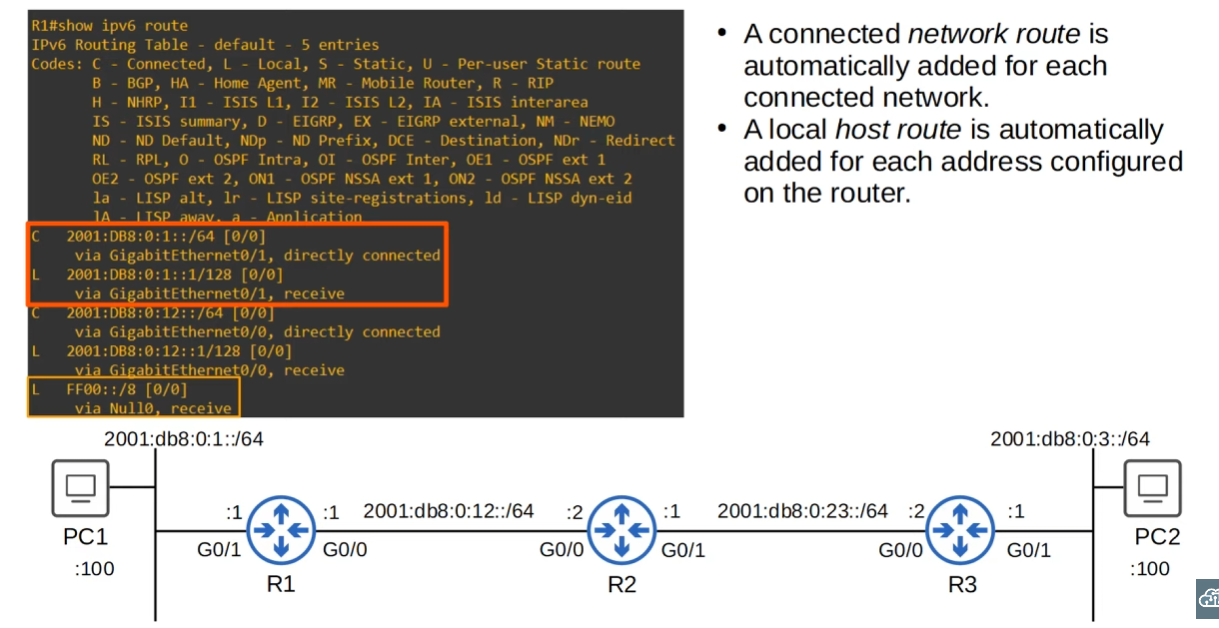 R1#show ipv6 route
IPv6 Routing Table - default - 5 entries
Codes: C - Connected, L - Local, S - Static, U - Per-user Static route
B - BGP, HA - Home Agent, MR - Mobile Router, R - RIP
H - NHRP, I1 - ISIS L1, I2 - ISIS L2, IA - ISIS interarea
IS - ISIS summary, D - EIGRP, EX - EIGRP external, NM - NEMO
ND - ND Default, NDp - ND Prefix, DCE - Destination, NDr - Redirect
RL - RPL, O - OSPF Intra, OI - OSPF Inter, OE1 - OSPF ext 1
OE2 - OSPF ext 2, ON1 - OSPF NSSA ext 1, ON2 - OSPF NSSA ext 2
la - LISP alt, lr - LISP site-registrations, ld - LISP dyn-eid
lA - LISP away, a - Application
C 2001:DB8:0:1::/64 [0/0]
via GigabitEthernet0/1, directly connected
L 2001:DB8:0:1::1/128 [0/0]
via GigabitEthernet0/1, receive
C 2001:DB8:0:12::/64 [0/0]
via GigabitEthernet0/0, directly connected
L 2001:DB8:0:12::1/128 [0/0]
via GigabitEthernet0/0, receive
L FF00::/8 [0/0]
via Null0, receive
• A connected network route is
automatically added for each
connected network.
• A local host route is automatically
added for each address configured
on the router.
2001:db8:0:1::/64
2001:db8:0:3::/64
:1
:1
2001:db8:0:12::/64
:2
:1
2001:db8:0:23::/64
:2
:1
PC1
G0/1
G0/0
G0/0
G0/1
G0/0
G0/1
PC2
:100
R1
R2
R3
:100